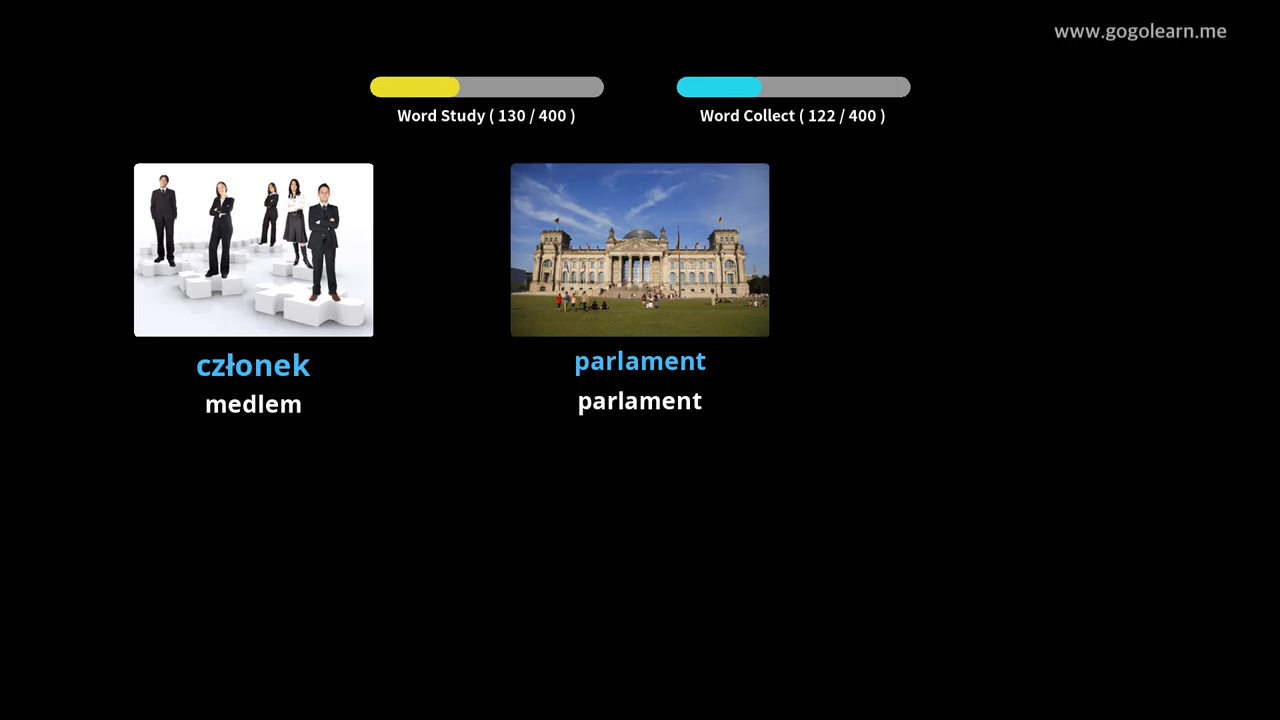 www.gogolearn.me
Word Study ( 130 / 400 )
Word Collect ( 122 / 400 )
członek
medlem
parlament
parlament